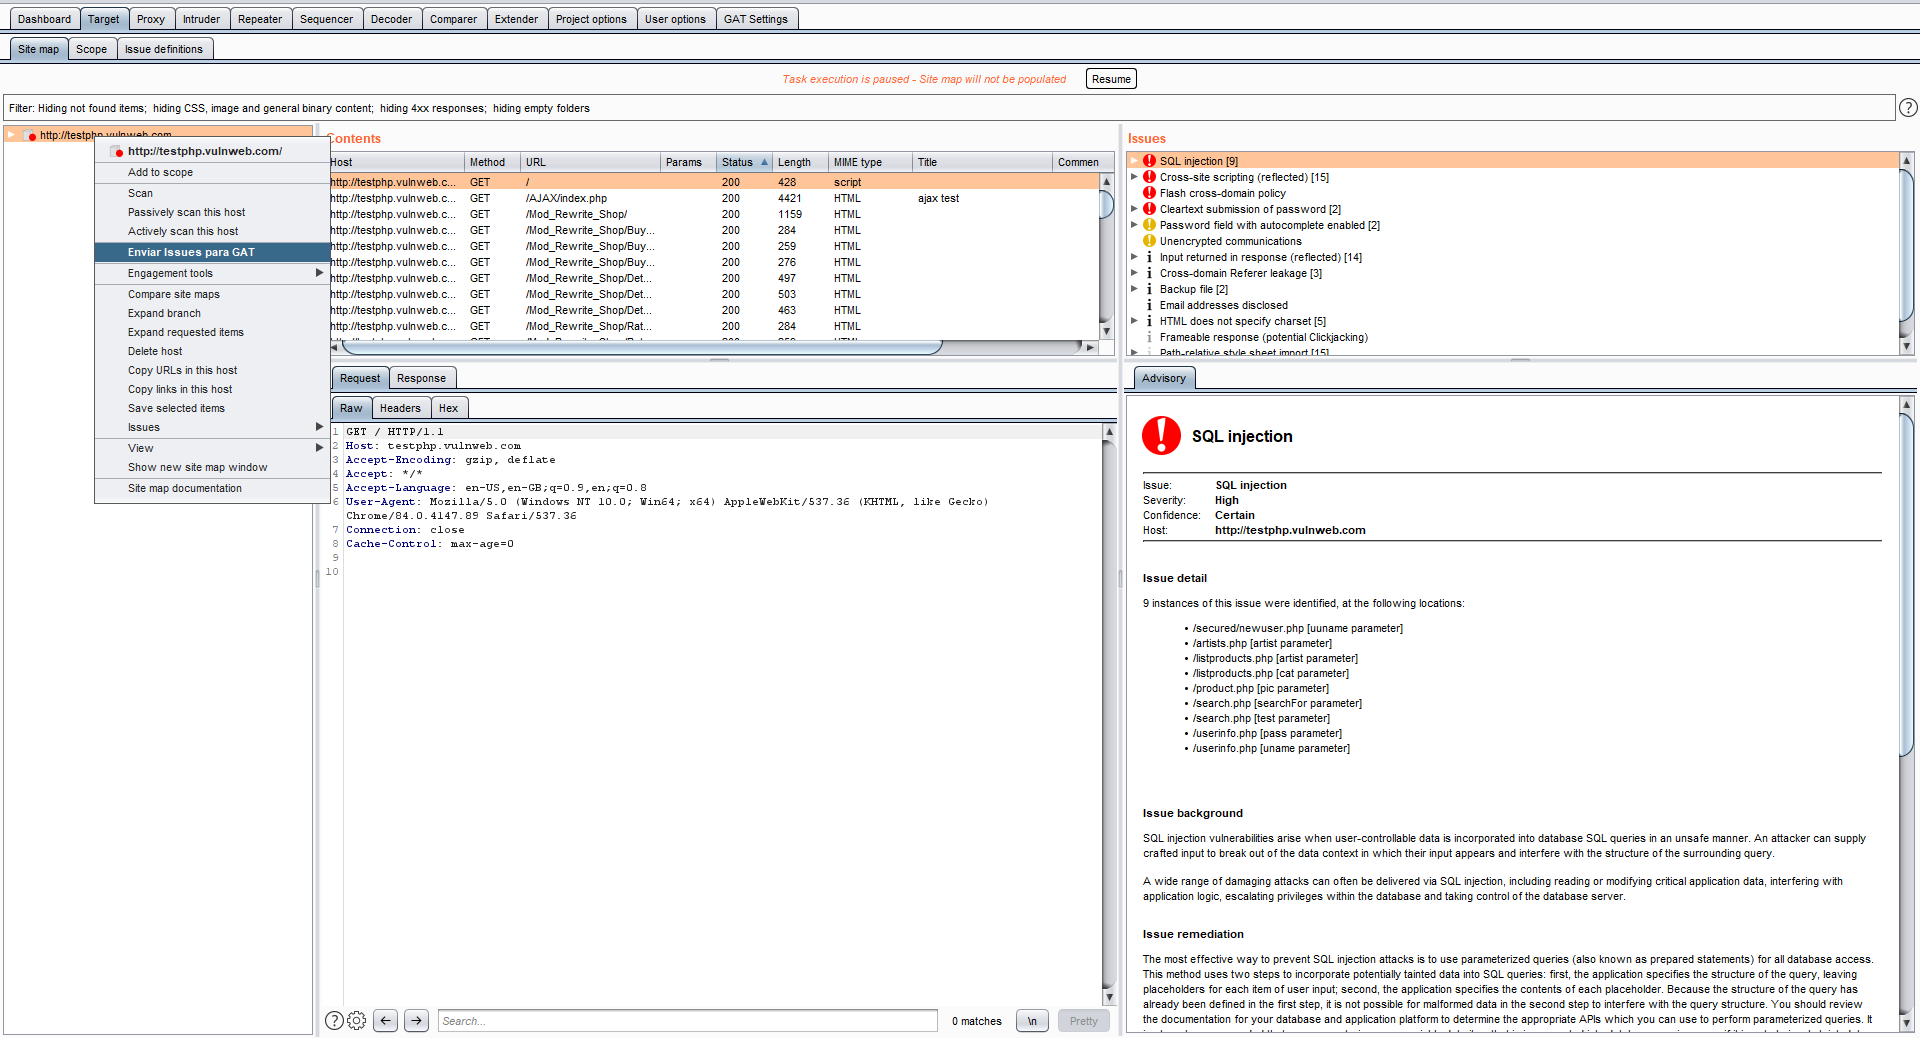 Dashboard Target Proxy Intruder Repeater Sequencer Decoder Comparer Extender Project options User options GAT Settings
Site map Scope Issue definitions
Task execution is paused - Site map will not be populated Resume
Filter: Hiding not found items; hiding CSS, image and general binary content; hiding 4xx responses; hiding empty folders ?
http://testphp.vulnweb.com
http://testphp.vulnweb.com/
Add to scope
Scan
Passively scan this host
Actively scan this host
Enviar Issues para GAT
Engagement tools
Compare site maps
Expand branch
Expand requested items
Delete host
Copy URLs in this host
Copy links in this host
Save selected items
Issues
View
Show new site map window
Site map documentation
Contents
Host Method URL Params Status Length MIME type Title Commen
http://testphp.vulnweb.c... GET / 200 428 script
http://testphp.vulnweb.c... GET /AJAX/index.php 200 4421 HTML ajax test
http://testphp.vulnweb.c... GET /Mod_Rewrite_Shop/ 200 1159 HTML
http://testphp.vulnweb.c... GET /Mod_Rewrite_Shop/Buy... 200 284 HTML
http://testphp.vulnweb.c... GET /Mod_Rewrite_Shop/Buy... 200 259 HTML
http://testphp.vulnweb.c... GET /Mod_Rewrite_Shop/Buy... 200 276 HTML
http://testphp.vulnweb.c... GET /Mod_Rewrite_Shop/Det... 200 497 HTML
http://testphp.vulnweb.c... GET /Mod_Rewrite_Shop/Det... 200 503 HTML
http://testphp.vulnweb.c... GET /Mod_Rewrite_Shop/Det... 200 463 HTML
http://testphp.vulnweb.c... GET /Mod_Rewrite_Shop/Rat... 200 284 HTML
Request Response
Raw Headers Hex
1 GET / HTTP/1.1
2 Host: testphp.vulnweb.com
3 Accept-Encoding: gzip, deflate
4 Accept: */*
5 Accept-Language: en-US,en-GB;q=0.9,en;q=0.8
6 User-Agent: Mozilla/5.0 (Windows NT 10.0; Win64; x64) AppleWebKit/537.36 (KHTML, like Gecko)
Chrome/84.0.4147.89 Safari/537.36
7 Connection: close
8 Cache-Control: max-age=0
9
10
? Search... 0 matches \n Pretty
Issues
SQL injection [9]
Cross-site scripting (reflected) [15]
Flash cross-domain policy
Cleartext submission of password [2]
Password field with autocomplete enabled [2]
Unencrypted communications
Input returned in response (reflected) [14]
Cross-domain Referer leakage [3]
Backup file [2]
Email addresses disclosed
HTML does not specify charset [5]
Frameable response (potential Clickjacking)
Path-relative style sheet import [15]
Advisory
SQL injection
Issue: SQL injection
Severity: High
Confidence: Certain
Host: http://testphp.vulnweb.com
Issue detail
9 instances of this issue were identified, at the following locations:
• /secured/newuser.php [uuname parameter]
• /artists.php [artist parameter]
• /listproducts.php [artist parameter]
• /listproducts.php [cat parameter]
• /product.php [pic parameter]
• /search.php [searchFor parameter]
• /search.php [test parameter]
• /userinfo.php [pass parameter]
• /userinfo.php [uname parameter]
Issue background
SQL injection vulnerabilities arise when user-controllable data is incorporated into database SQL queries in an unsafe manner. An attacker can supply
crafted input to break out of the data context in which their input appears and interfere with the structure of the surrounding query.
A wide range of damaging attacks can often be delivered via SQL injection, including reading or modifying critical application data, interfering with
application logic, escalating privileges within the database and taking control of the database server.
Issue remediation
The most effective way to prevent SQL injection attacks is to use parameterized queries (also known as prepared statements) for all database access.
This method uses two steps to incorporate potentially tainted data into SQL queries: first, the application specifies the structure of the query, leaving
placeholders for each item of user input; second, the application specifies the contents of each placeholder. Because the structure of the query has
already been defined in the first step, it is not possible for malformed data in the second step to interfere with the query structure. You should review
the documentation for your database and application platform to determine the appropriate APIs which you can use to perform parameterized queries. It